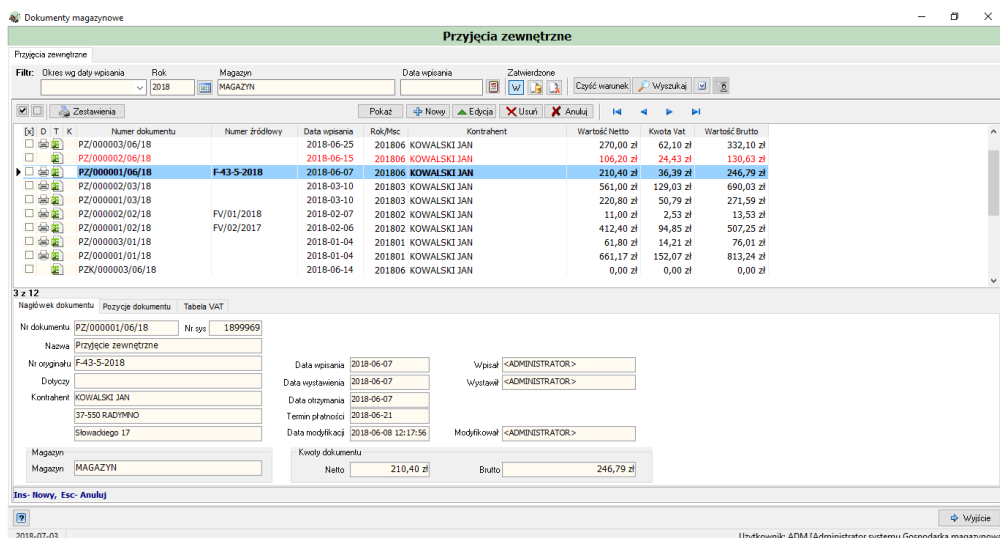 Dokumenty magazynowe
Przyjęcia zewnętrzne
Przyjęcia zewnętrzne
Filtr: Okres wg daty wpisania Rok Magazyn Data wpisania Zatwierdzone
2018 MAGAZYN W Czyść warunek Wyszukaj
Zestawienia Pokaż Nowy Edycja Usuń Anuluj
[x] D T K Numer dokumentu Numer źródłowy Data wpisania Rok/Msc Kontrahent Wartość Netto Kwota Vat Wartość Brutto
PZ/000003/06/18 2018-06-25 201806 KOWALSKI JAN 270,00 zł 62,10 zł 332,10 zł
PZ/000002/06/18 2018-06-15 201806 KOWALSKI JAN 106,20 zł 24,43 zł 130,63 zł
PZ/000001/06/18 F-43-5-2018 2018-06-07 201806 KOWALSKI JAN 210,40 zł 36,39 zł 246,79 zł
PZ/000002/03/18 2018-03-10 201803 KOWALSKI JAN 561,00 zł 129,03 zł 690,03 zł
PZ/000001/03/18 2018-03-10 201803 KOWALSKI JAN 220,80 zł 50,79 zł 271,59 zł
PZ/000002/02/18 FV/01/2018 2018-02-07 201802 KOWALSKI JAN 11,00 zł 2,53 zł 13,53 zł
PZ/000001/02/18 FV/02/2017 2018-02-06 201802 KOWALSKI JAN 412,40 zł 94,85 zł 507,25 zł
PZ/000003/01/18 2018-01-04 201801 KOWALSKI JAN 61,80 zł 14,21 zł 76,01 zł
PZ/000001/01/18 2018-01-04 201801 KOWALSKI JAN 661,17 zł 152,07 zł 813,24 zł
PZK/000003/06/18 2018-06-14 201806 KOWALSKI JAN 0,00 zł 0,00 zł 0,00 zł
3 z 12
Nagłówek dokumentu Pozycje dokumentu Tabela VAT
Nr dokumentu PZ/000001/06/18 Nr sys 1899969
Nazwa Przyjęcie zewnętrzne
Nr oryginału F-43-5-2018 Data wpisania 2018-06-07 Wpisał <ADMINISTRATOR>
Dotyczy Data wystawienia 2018-06-07 Wystawił <ADMINISTRATOR>
Kontrahent KOWALSKI JAN Data otrzymania 2018-06-07
37-550 RADYMNO Termin płatności 2018-06-21
Słowackiego 17 Data modyfikacji 2018-06-08 12:17:56 Modyfikował <ADMINISTRATOR>
Magazyn Kwoty dokumentu
Magazyn MAGAZYN Netto 210,40 zł Brutto 246,79 zł
Ins- Nowy, Esc- Anuluj
Wyjście
2018-07-03 Użytkownik: ADM [Administrator systemu Gospodarka magazynowa